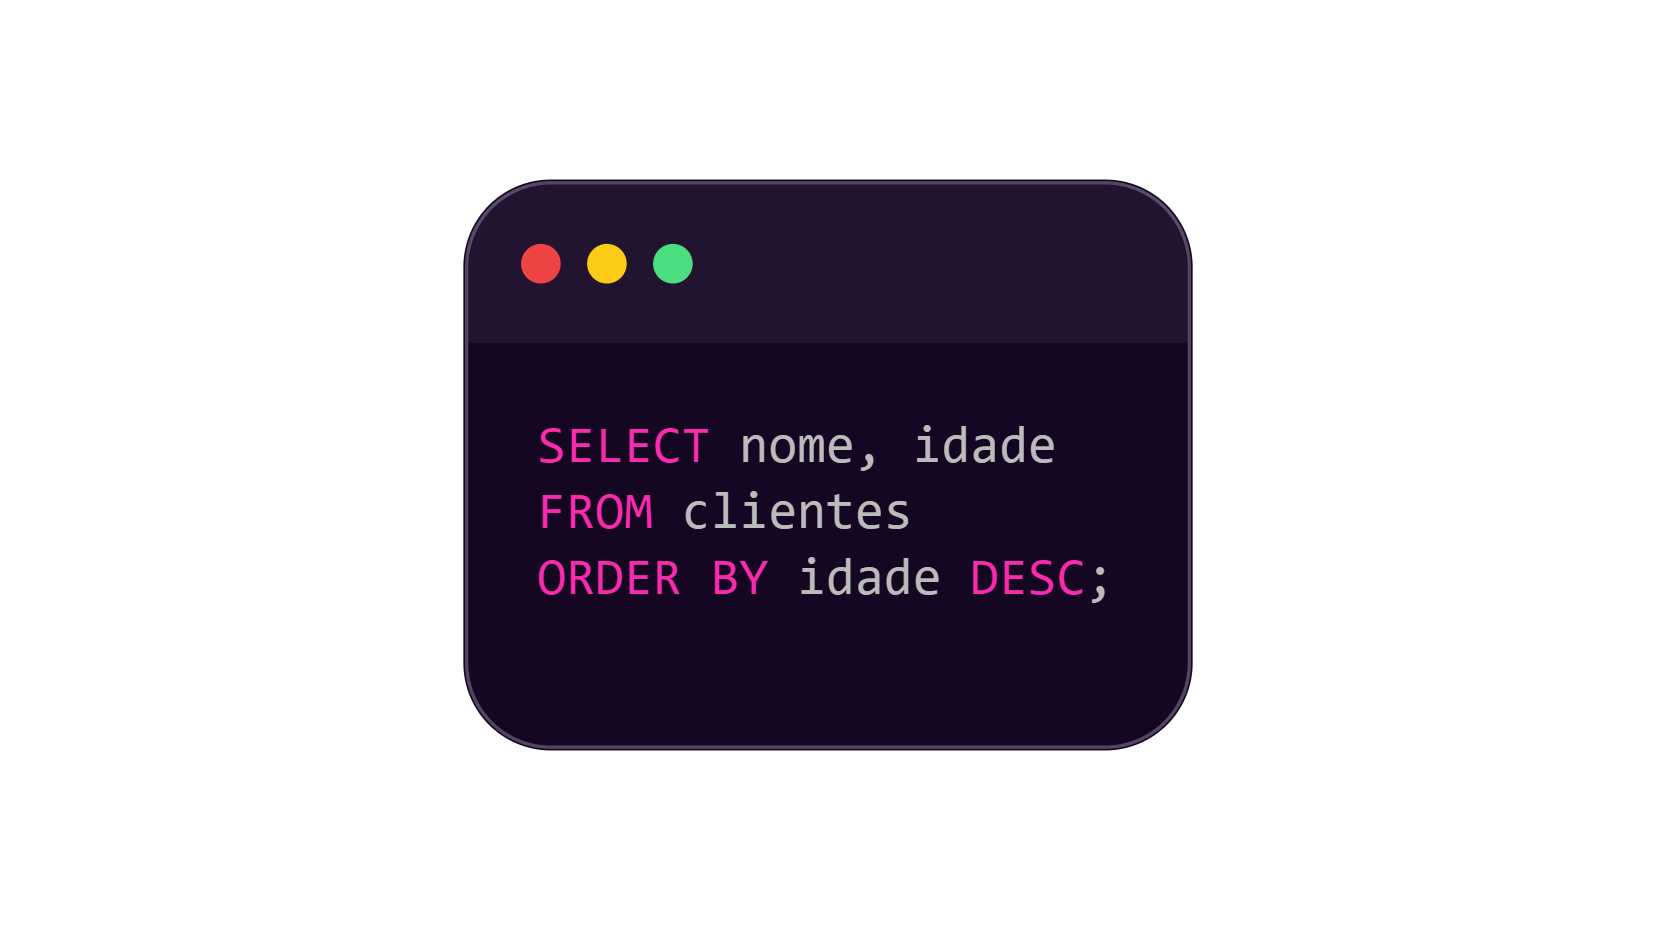 SELECT nome, idade
FROM clientes
ORDER BY idade DESC;